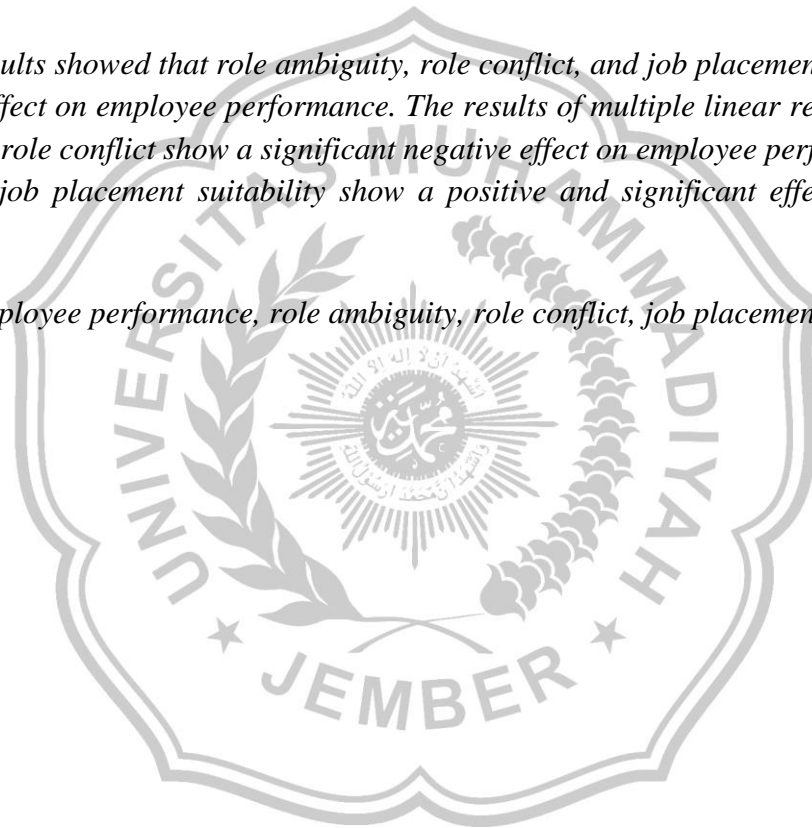 ults showed that role ambiguity, role conflict, and job placemen
ffect on employee performance. The results of multiple linear re
role conflict show a significant negative effect on employee perf
job placement suitability show a positive and significant effe
ployee performance, role ambiguity, role conflict, job placemen
UNIVERSITAS MUHAMMADIYAH
JEMBER